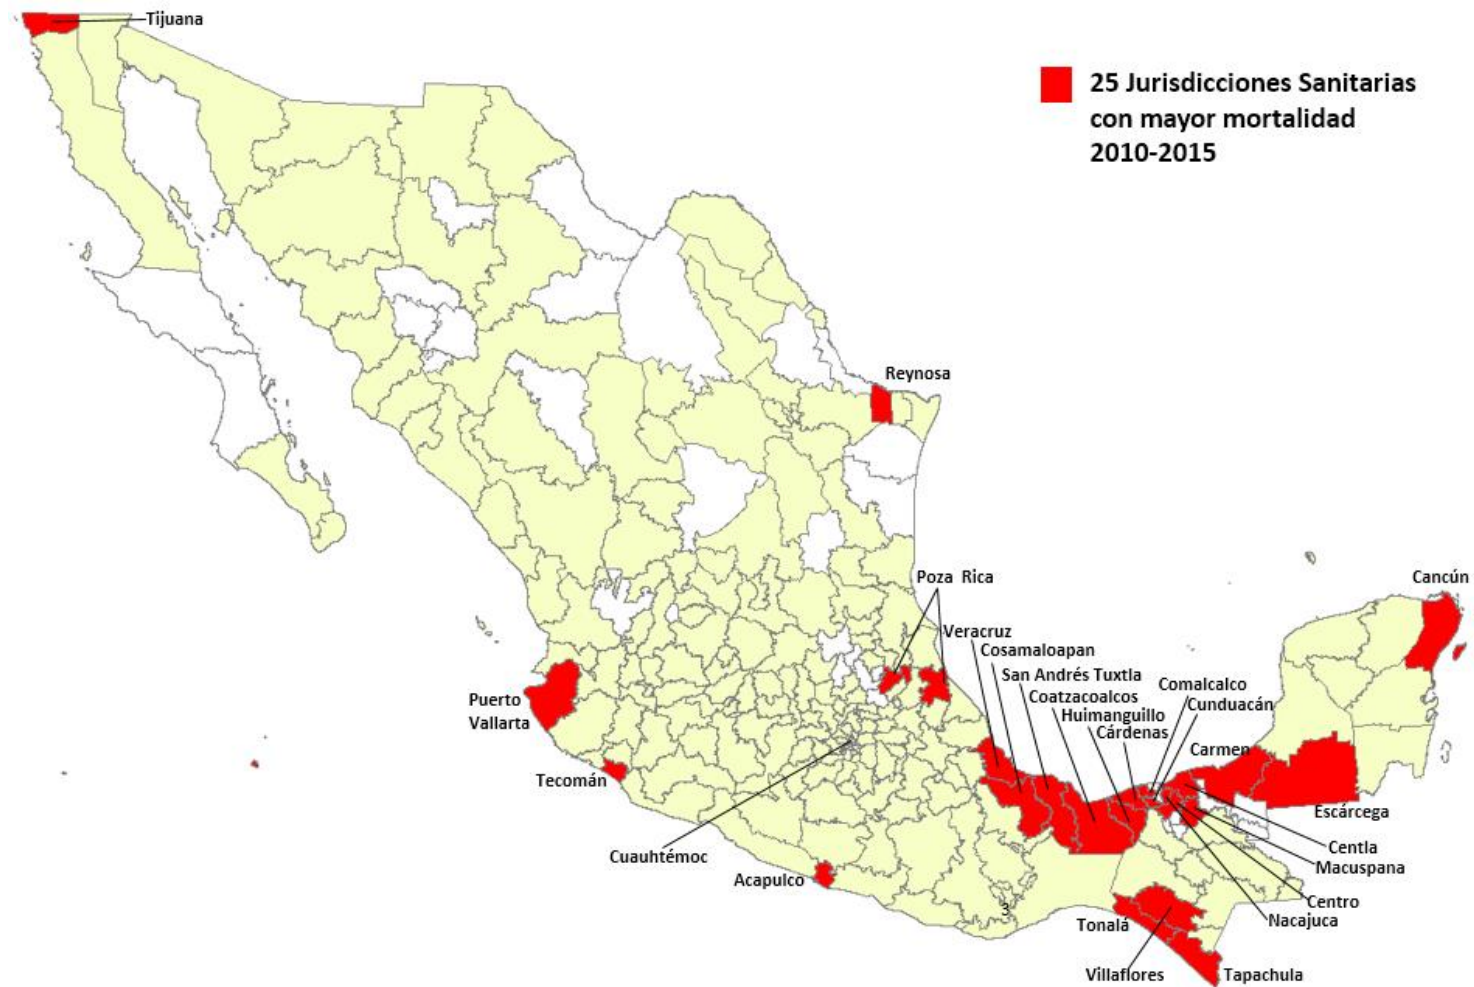 Tijuana
25 Jurisdicciones Sanitarias
con mayor mortalidad
2010-2015
Reynosa
Poza Rica
Cancún
Veracruz
Cosamaloapan
San Andrés Tuxtla
Comalcalco
Coatzacoalcos
Cunduacán
Huimanguillo
Cárdenas
Puerto
Vallarta
Carmen
Tecomán
Escárcega
Centla
Cuauhtémoc
Macuspana
Acapulco
Centro
3
Nacajuca
Tonalá
Villaflores
Tapachula